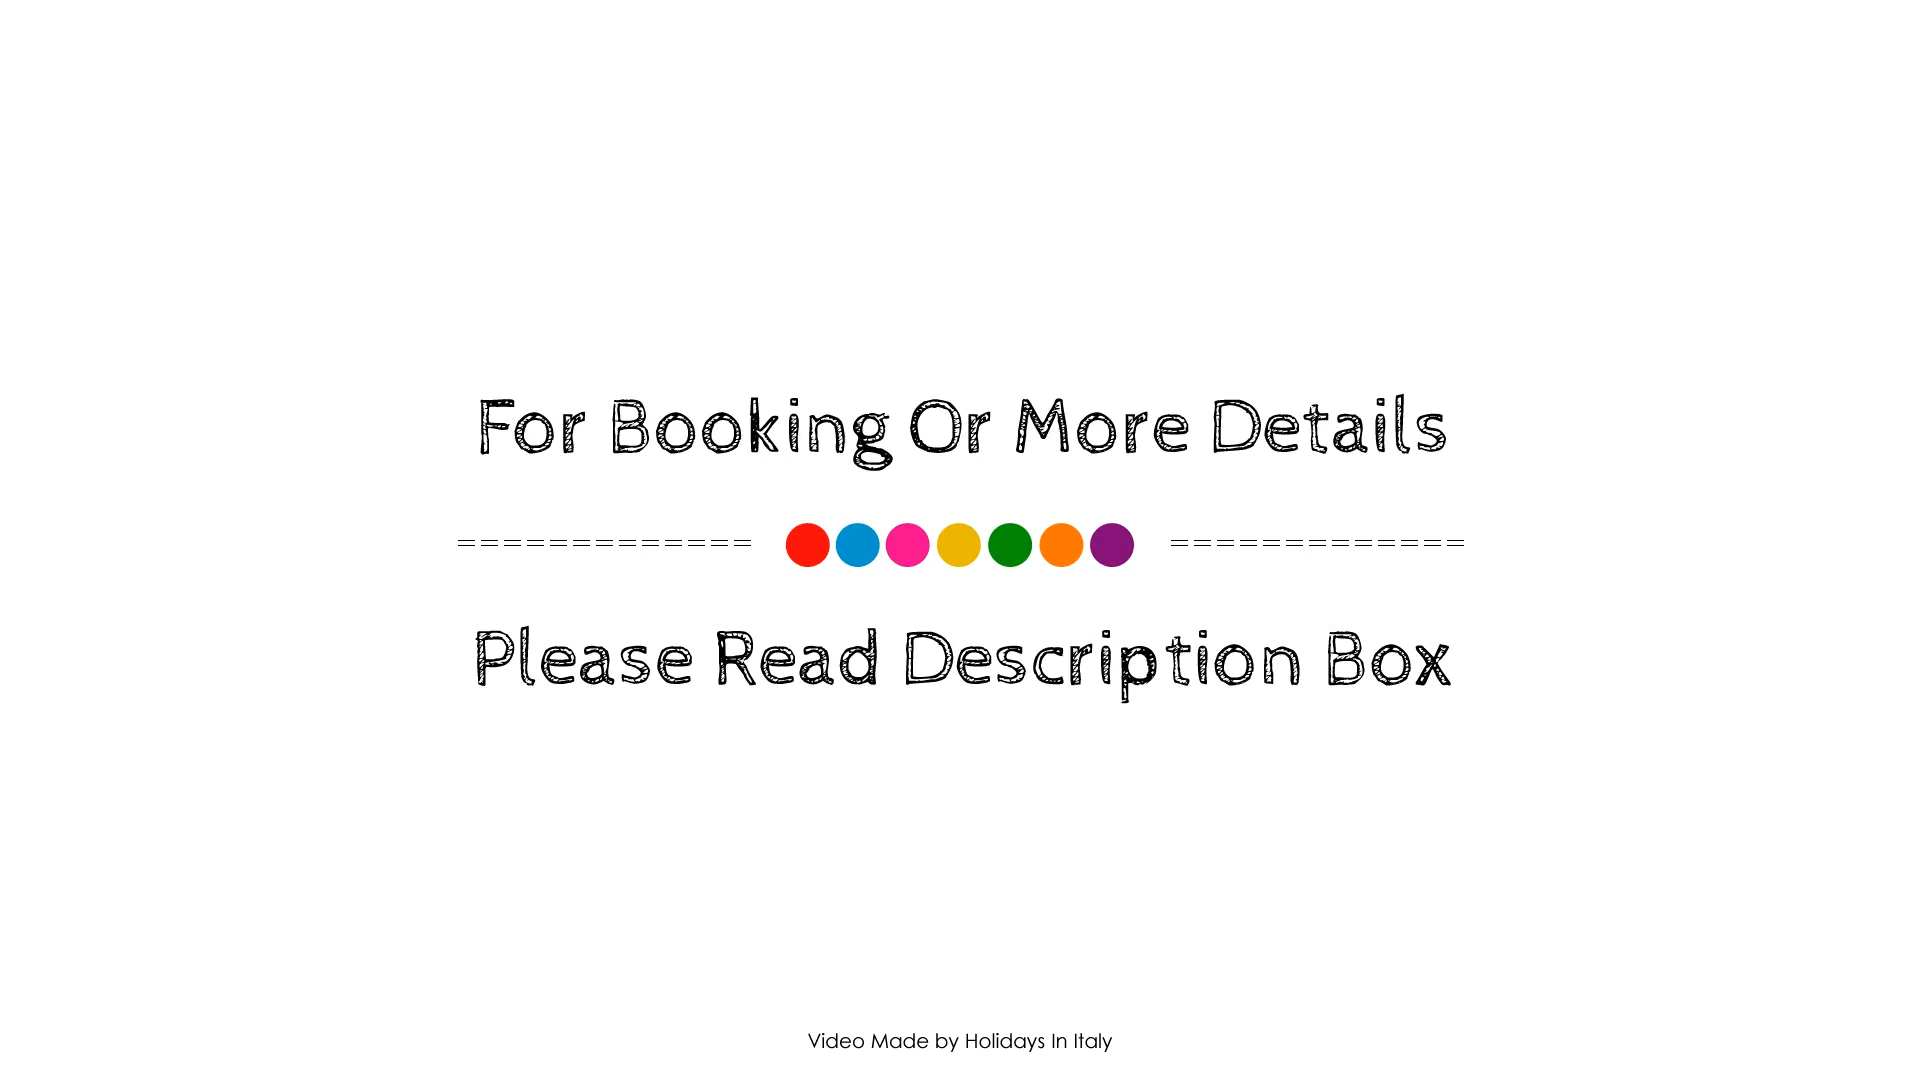 For Booking Or More Details
============= =============
Please Read Description Box
Video Made by Holidays In Italy